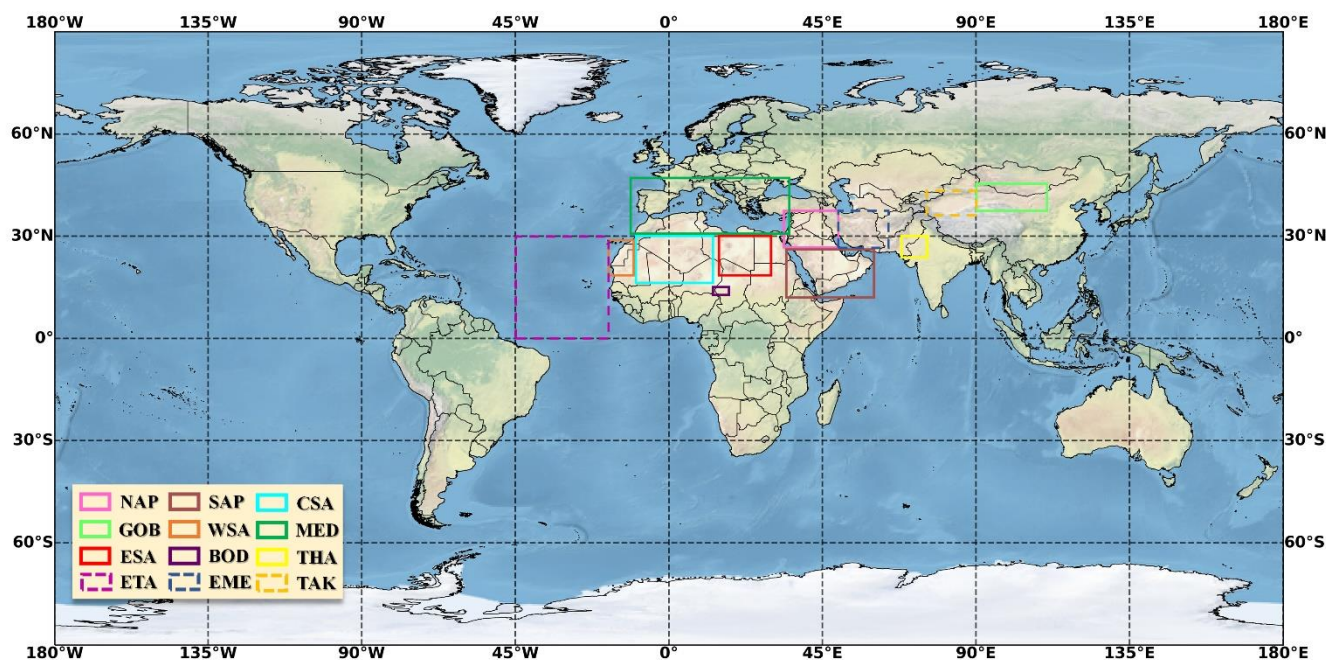 180°W 135°W 90°W 45°W 0° 45°E 90°E 135°E 180°E
60°N 60°N
30°N 30°N
0° 0°
30°S 30°S
NAP SAP CSA
GOB WSA MED
60°S 60°S
ESA BOD THA
ETA EME TAK
180°W 135°W 90°W 45°W 0° 45°E 90°E 135°E 180°E